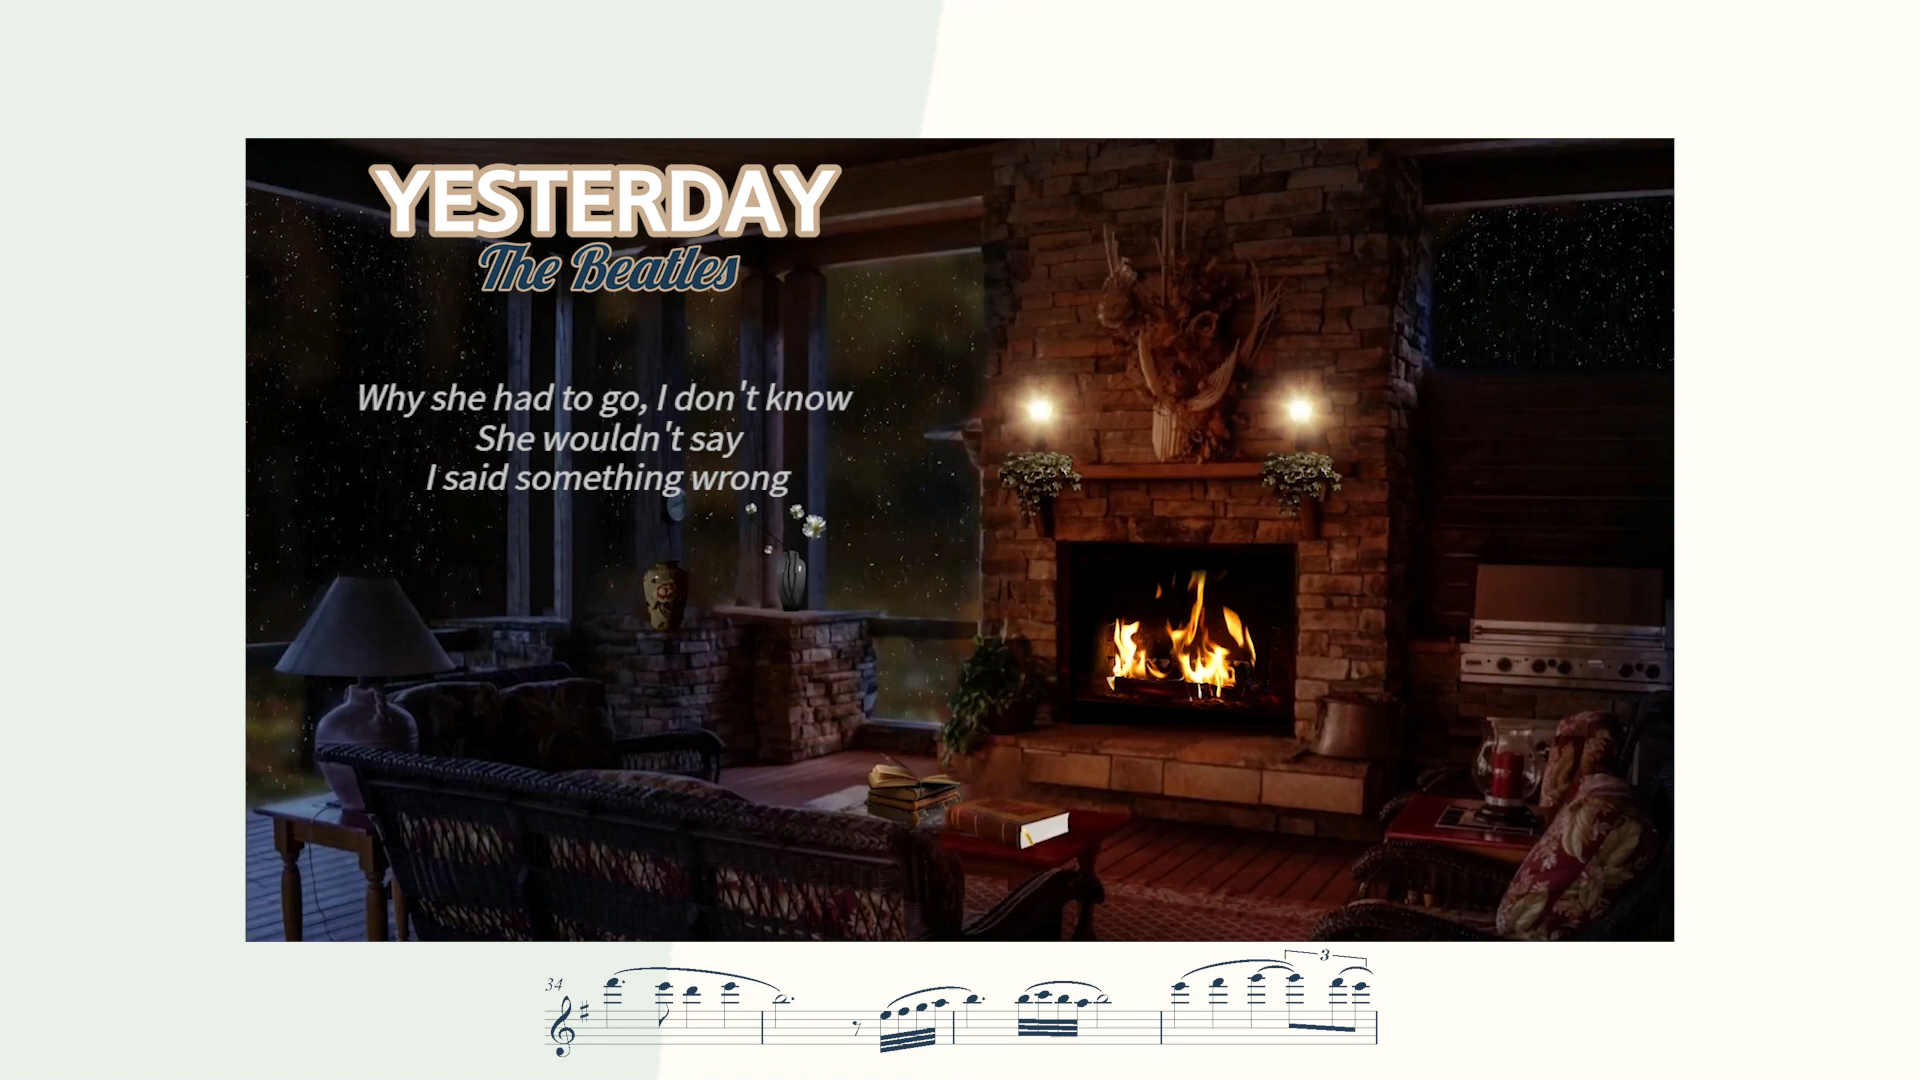 YESTERDAY
The Beatles
Why she had to go, I don't know
She wouldn't say
I said something wrong
34
3